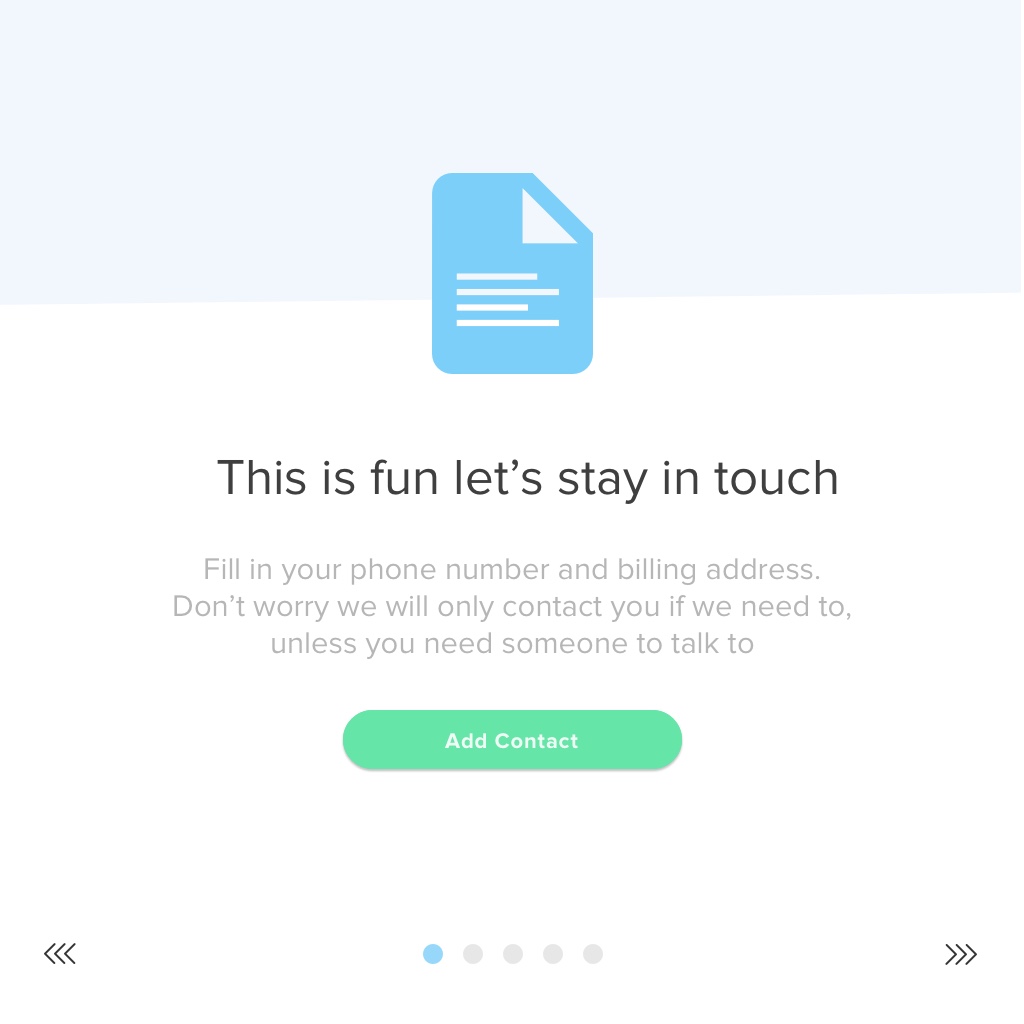 This is fun let’s stay in touch
Fill in your phone number and billing address.
Don’t worry we will only contact you if we need to,
unless you need someone to talk to
Add Contact